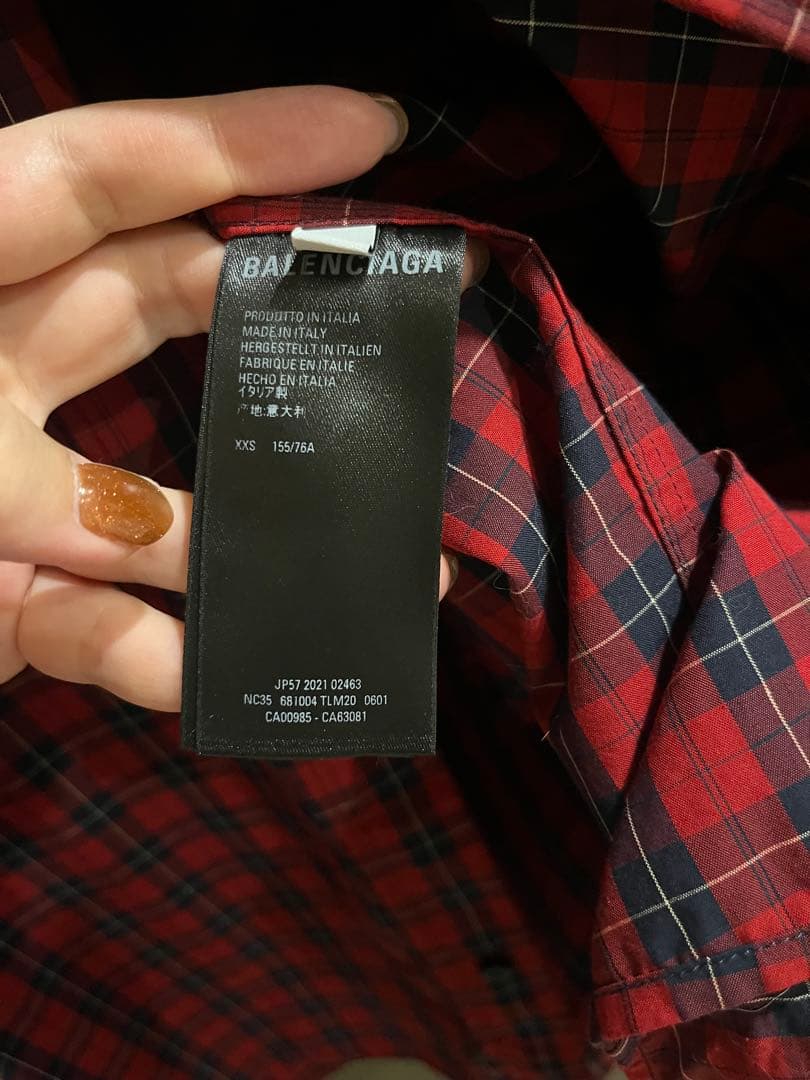 BALENCIAGA
PRODOTTO IN ITALIA
MADE IN ITALY
HERGESTELLT IN ITALIEN
FABRIQUE EN ITALIE
HECHO EN ITALIA
イタリア製
产地:意大利
XXS 155/76A
JP57 2021 02463
NC35 681004 TLM20 0601
CA00985 - CA63081